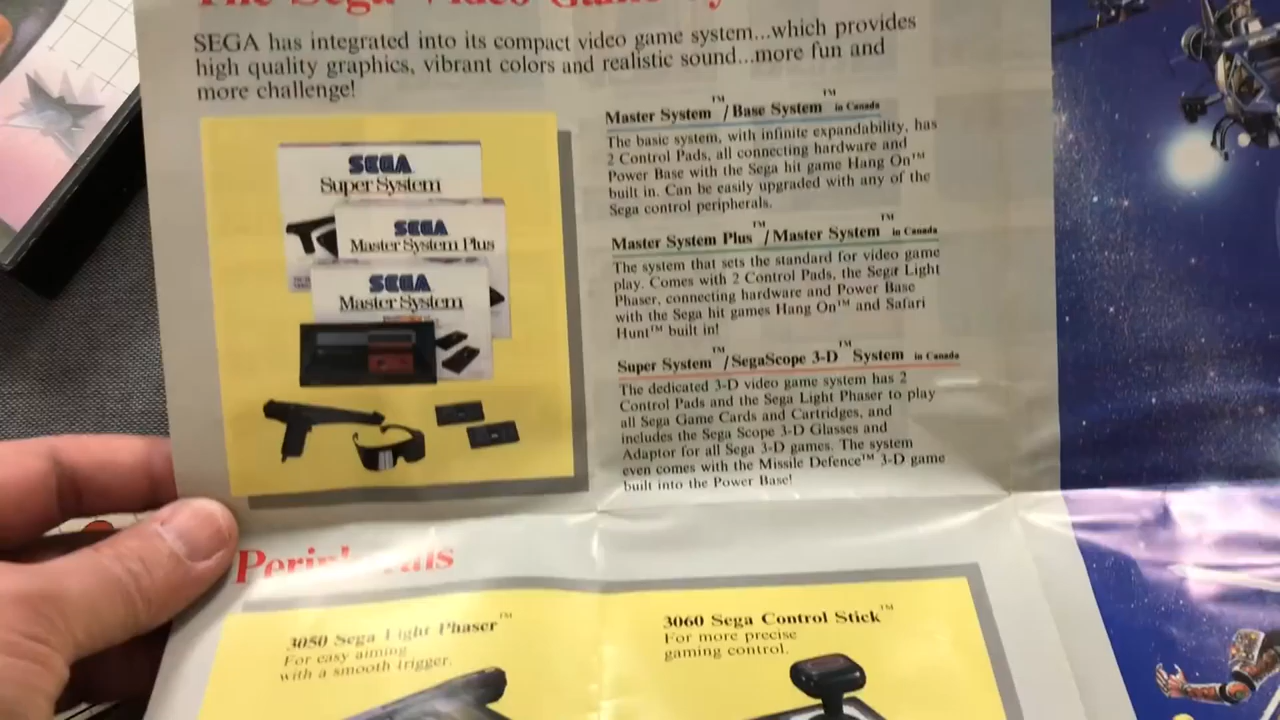 The Sega Video Game Sy
SEGA has integrated into its compact video game system...which provides
high quality graphics, vibrant colors and realistic sound...more fun and
more challenge!
SEGA
Super System
SEGA
Master System Plus
SEGA
Master System
Master System™/Base System™ in Canada
The basic system, with infinite expandability, has
2 Control Pads, all connecting hardware and
Power Base with the Sega hit game Hang On™
built in. Can be easily upgraded with any of the
Sega control peripherals.
Master System Plus™/Master System™ in Canada
The system that sets the standard for video game
play. Comes with 2 Control Pads, the Sega Light
Phaser, connecting hardware and Power Base
with the Sega hit games Hang On™ and Safari
Hunt™ built in!
Super System™/SegaScope 3-D™ System in Canada
The dedicated 3-D video game system has 2
Control Pads and the Sega Light Phaser to play
all Sega Game Cards and Cartridges, and
includes the Sega Scope 3-D Glasses and
Adaptor for all Sega 3-D games. The system
even comes with the Missile Defence™ 3-D game
built into the Power Base!
Peripherals
3050 Sega Light Phaser™
For easy aiming
with a smooth trigger.
3060 Sega Control Stick™
For more precise
gaming control.